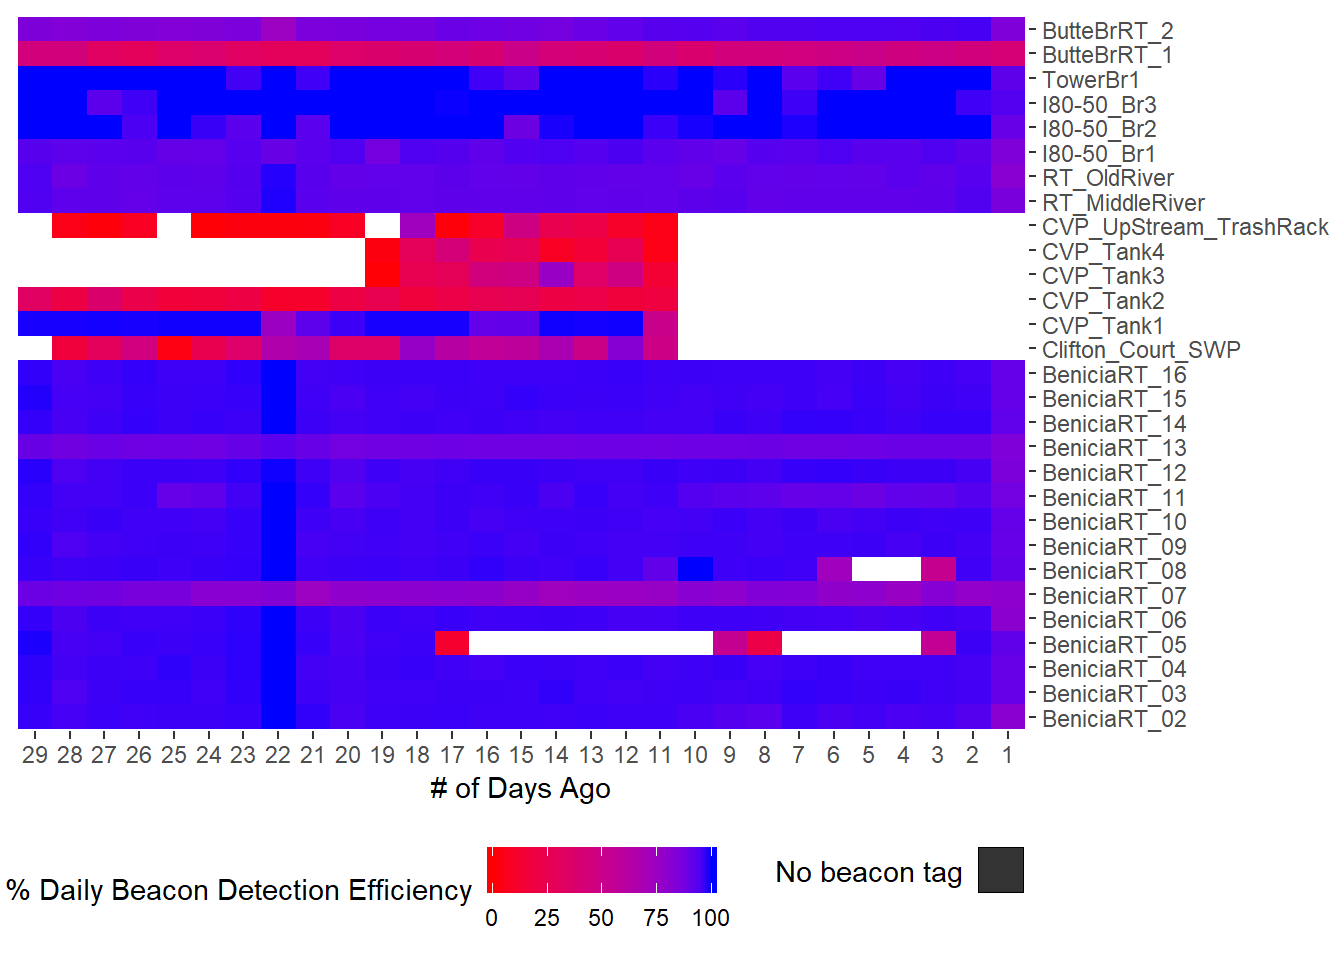 ButteBrRT_2
ButteBrRT_1
TowerBr1
I80-50_Br3
I80-50_Br2
I80-50_Br1
RT_OldRiver
RT_MiddleRiver
CVP_UpStream_TrashRack
CVP_Tank4
CVP_Tank3
CVP_Tank2
CVP_Tank1
Clifton_Court_SWP
BeniciaRT_16
BeniciaRT_15
BeniciaRT_14
BeniciaRT_13
BeniciaRT_12
BeniciaRT_11
BeniciaRT_10
BeniciaRT_09
BeniciaRT_08
BeniciaRT_07
BeniciaRT_06
BeniciaRT_05
BeniciaRT_04
BeniciaRT_03
BeniciaRT_02
29 28 27 26 25 24 23 22 21 20 19 18 17 16 15 14 13 12 11 10 9 8 7 6 5 4 3 2 1
# of Days Ago
% Daily Beacon Detection Efficiency
0 25 50 75 100
No beacon tag